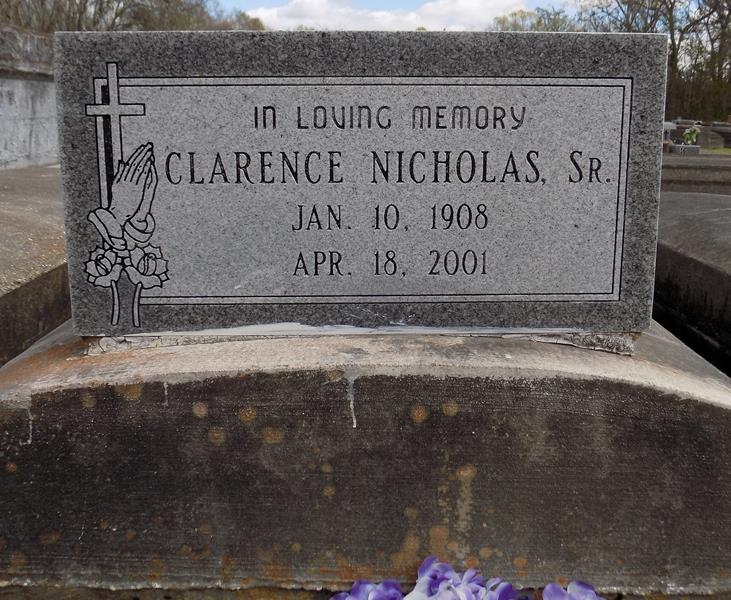 IN LOVING MEMORY
CLARENCE NICHOLAS, SR.
JAN. 10, 1908
APR. 18, 2001